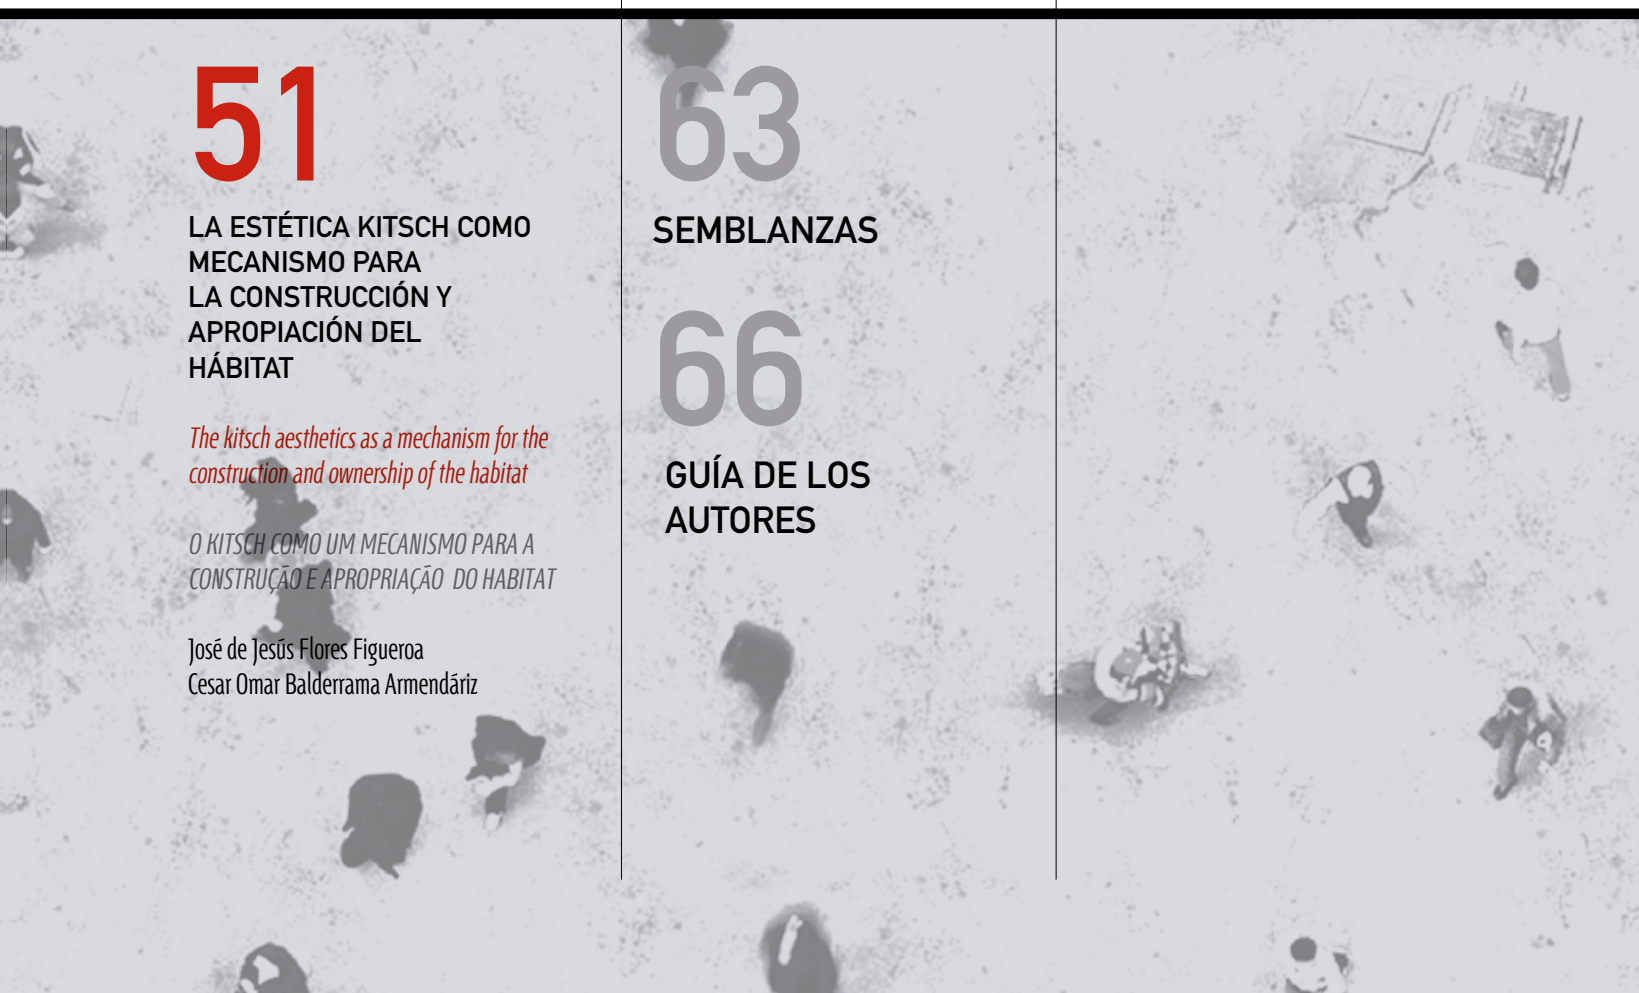 51
LA ESTÉTICA KITSCH COMO
MECANISMO PARA
LA CONSTRUCCIÓN Y
APROPIACIÓN DEL
HÁBITAT
The kitsch aesthetics as a mechanism for the
construction and ownership of the habitat
O KITSCH COMO UM MECANISMO PARA A
CONSTRUÇÃO E APROPRIAÇÃO DO HABITAT
José de Jesús Flores Figueroa
Cesar Omar Balderrama Armendáriz
63
SEMBLANZAS
66
GUÍA DE LOS
AUTORES